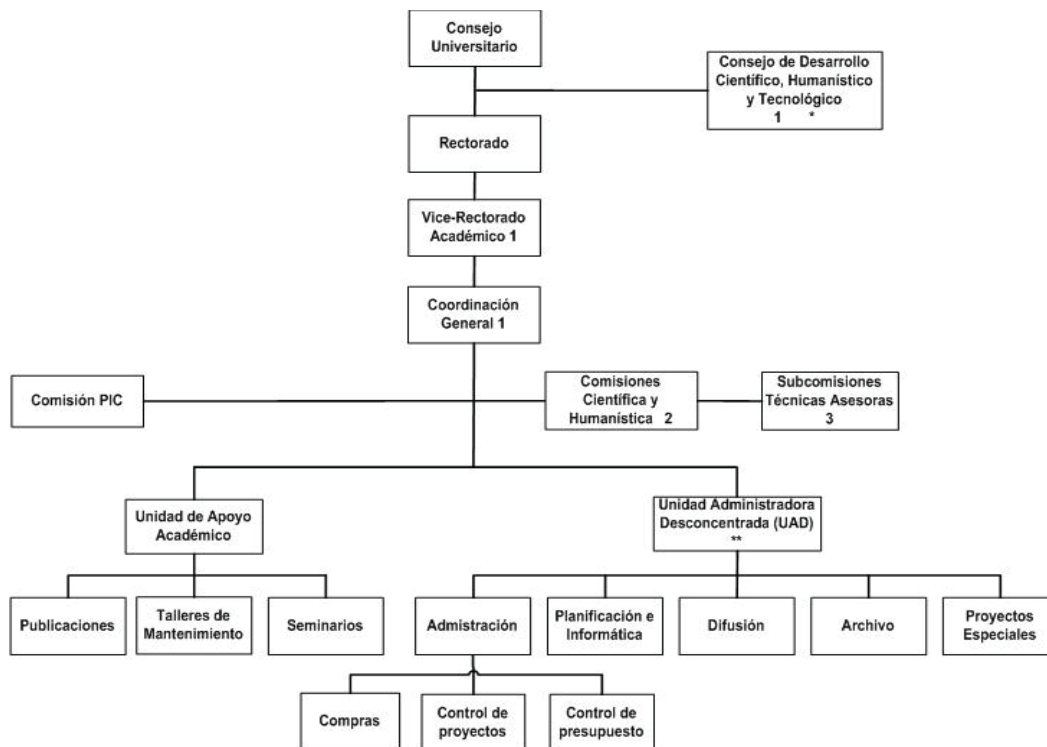 Consejo
Universitario
Consejo de Desarrollo
Científico, Humanístico
y Tecnológico
1 *
Rectorado
Vice-Rectorado
Académico 1
Coordinación
General 1
Comisión PIC
Comisiones
Científica y
Humanística 2
Subcomisiones
Técnicas Asesoras
3
Unidad de Apoyo
Académico
Unidad Administradora
Desconcentrada (UAD)
**
Publicaciones
Talleres de
Mantenimiento
Seminarios
Admistración
Planificación e
Informática
Difusión
Archivo
Proyectos
Especiales
Compras
Control de
proyectos
Control de
presupuesto